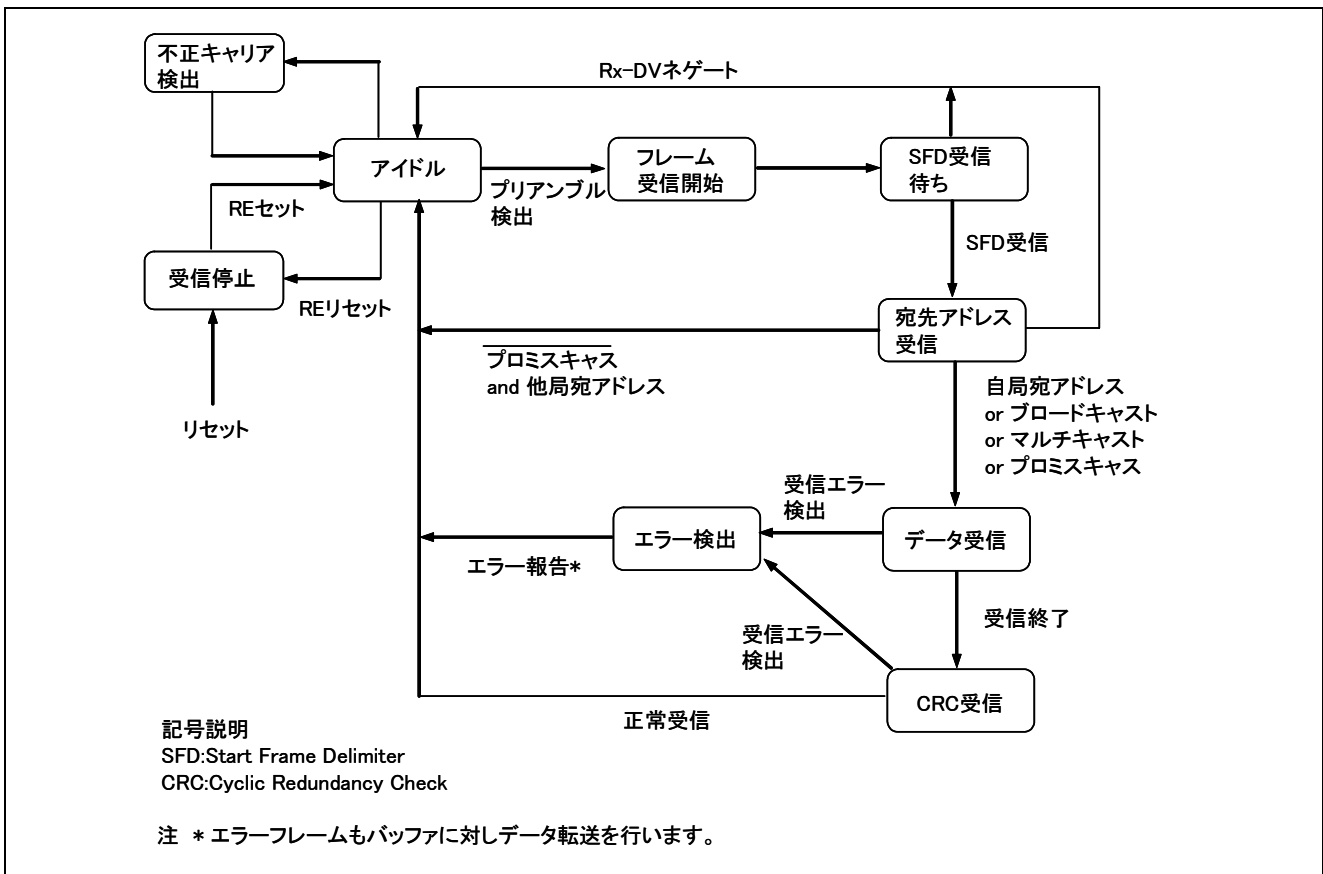 不正キャリア
検出
Rx-DVネゲート
アイドル
プリアンブル
検出
フレーム
受信開始
SFD受信
待ち
REセット
SFD受信
受信停止
REリセット
宛先アドレス
受信
プロミスキャス
and 他局宛アドレス
リセット
自局宛アドレス
or ブロードキャスト
or マルチキャスト
or プロミスキャス
受信エラー
検出
エラー検出
データ受信
エラー報告*
受信終了
受信エラー
検出
CRC受信
正常受信
記号説明
SFD:Start Frame Delimiter
CRC:Cyclic Redundancy Check
注 * エラーフレームもバッファに対しデータ転送を行います。